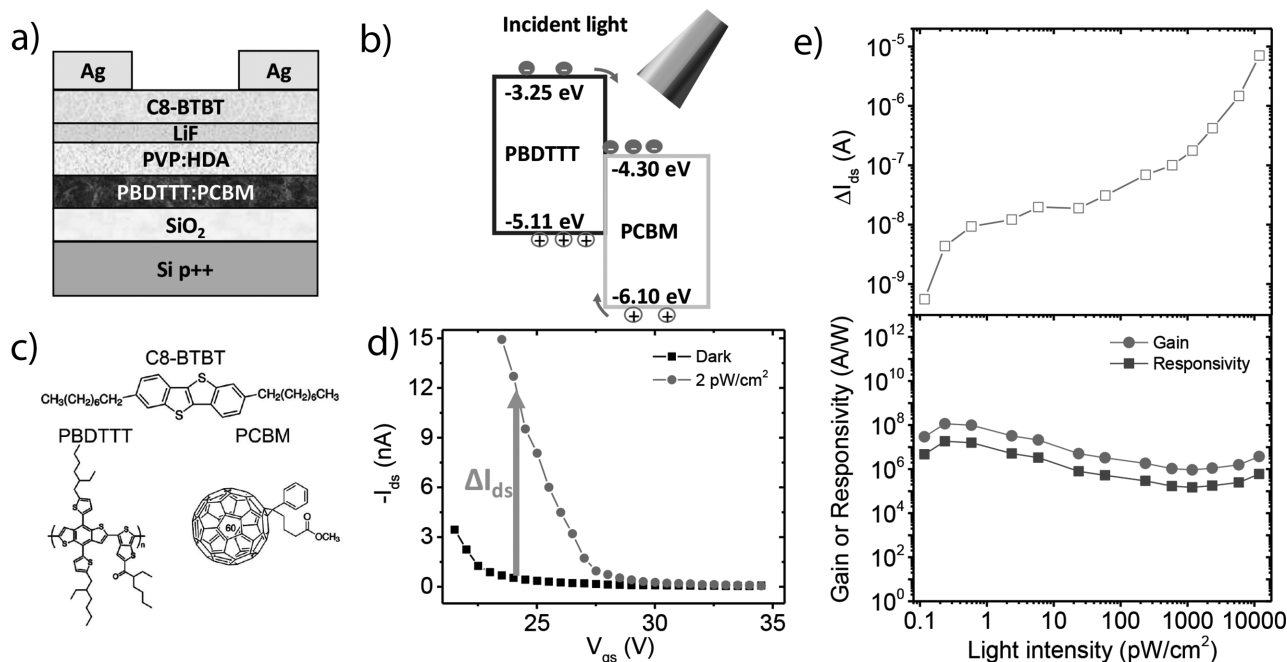 a)
Ag
Ag
C8-BTBT
LiF
PVP:HDA
PBDTTT:PCBM
SiO₂
Si p++
b)
Incident light
-3.25 eV
PBDTTT
-4.30 eV
-5.11 eV
PCBM
-6.10 eV
c)
C8-BTBT
CH₃(CH₂)₆CH₂
S
S
CH₂(CH₂)₆CH₃
PBDTTT
PCBM
S
S
S
S
S
S
n
O
60
O
OCH₃
d)
15
12
9
6
3
0
-I_ds (nA)
Dark
2 pW/cm²
ΔI_ds
25
30
35
V_gs (V)
e)
10⁻⁵
10⁻⁶
10⁻⁷
10⁻⁸
10⁻⁹
ΔI_ds (A)
10¹²
10¹⁰
10⁸
10⁶
10⁴
10²
10⁰
Gain or Responsivity (A/W)
Gain
Responsivity
0.1
1
10
100
1000
10000
Light intensity (pW/cm²)